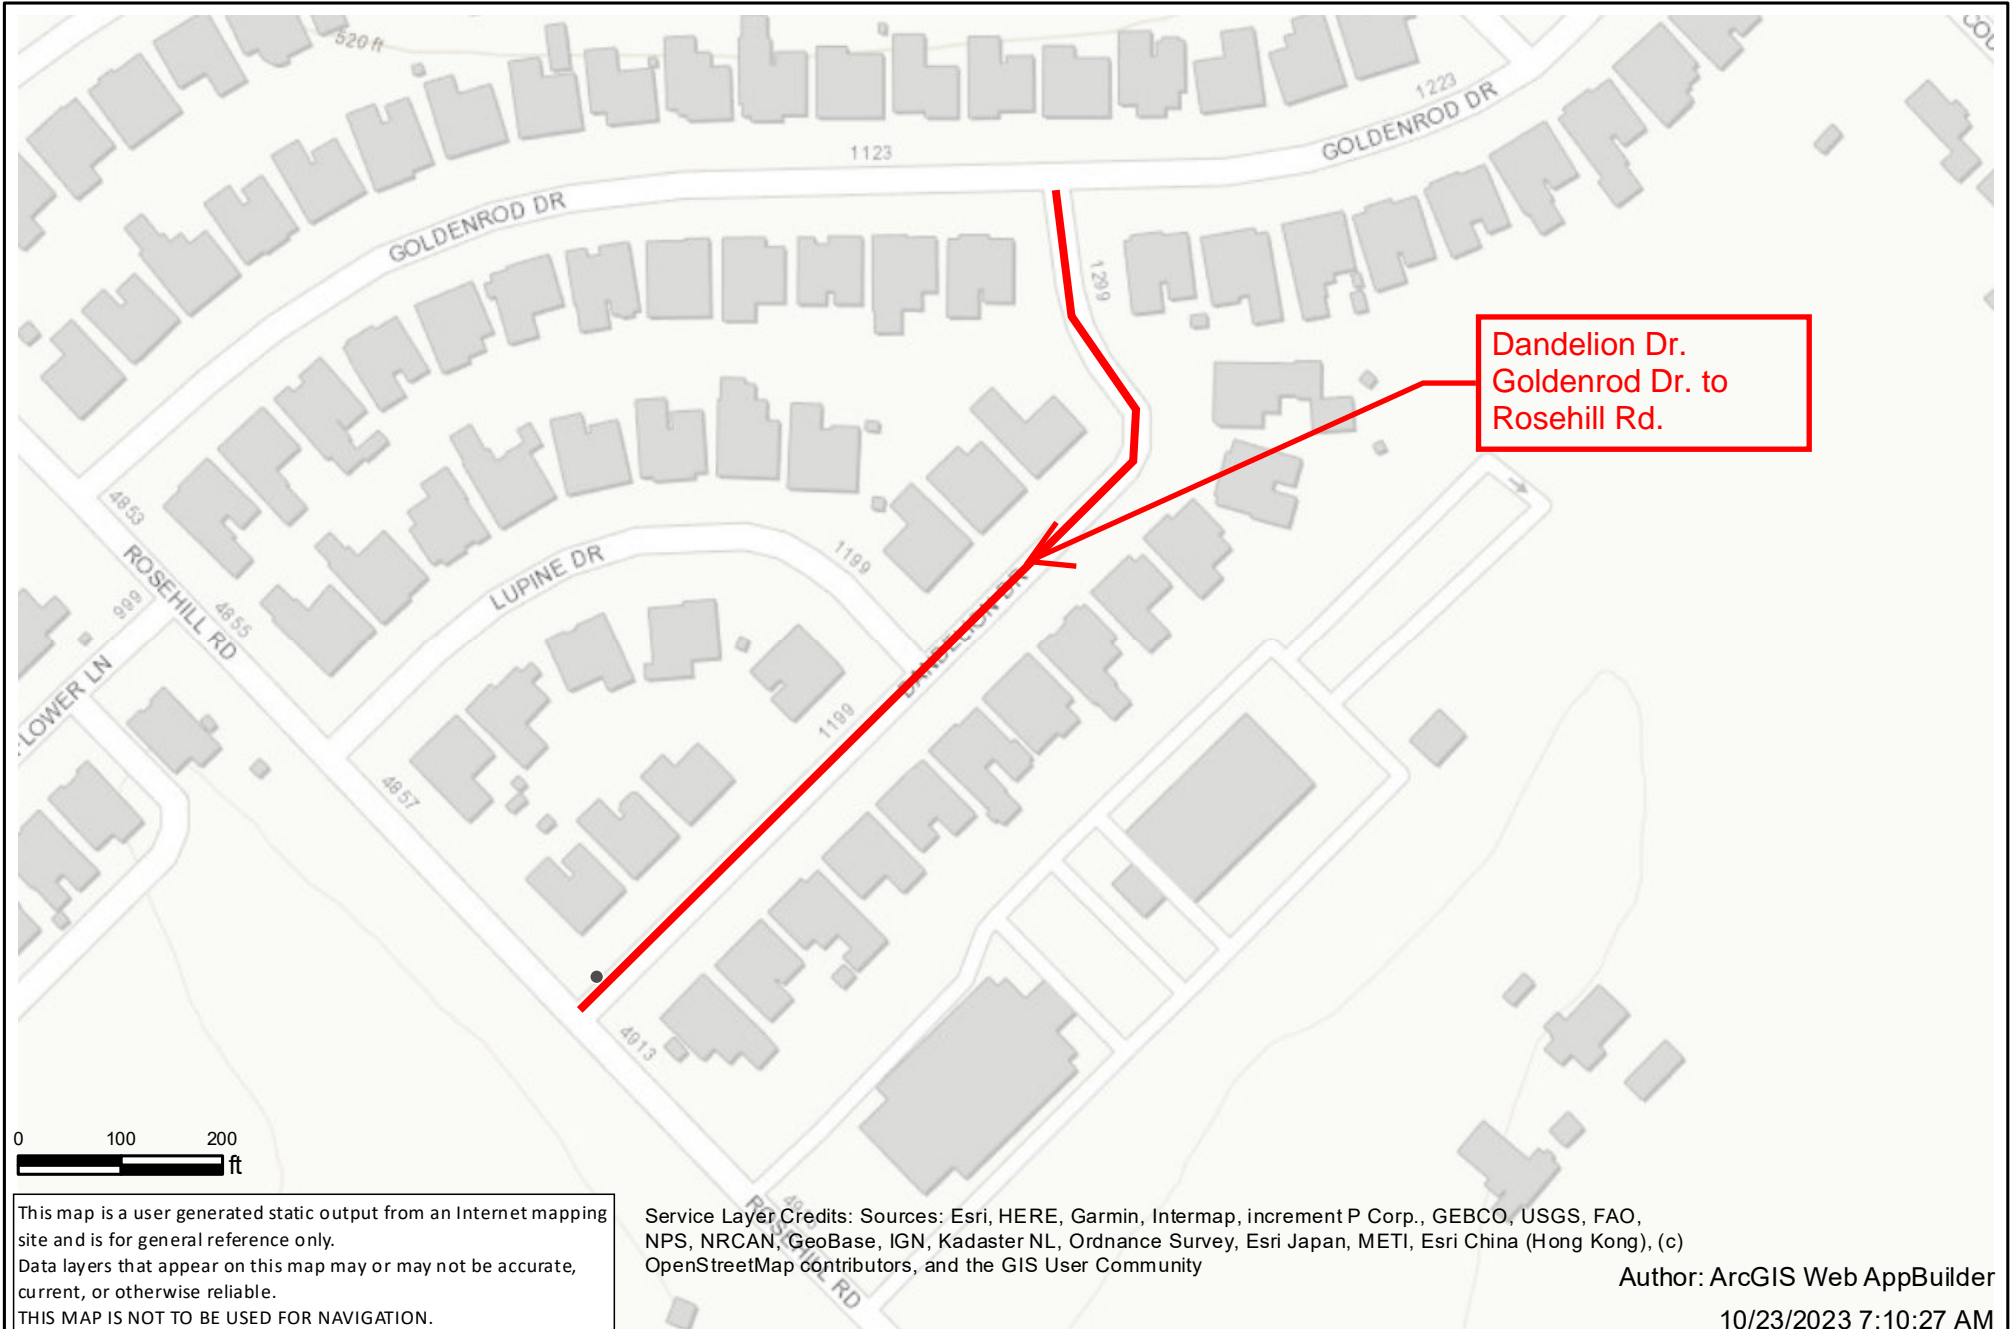 520 ft
COU
1223
GOLDENROD DR
1123
GOLDENROD DR
1299
Dandelion Dr.
Goldenrod Dr. to
Rosehill Rd.
4853
ROSEHILL RD
LUPINE DR
1199
999
4855
LOWER LN
DANDELION DR
1199
4857
4913
0 100 200
ft
ROSEHILL RD
This map is a user generated static output from an Internet mapping
site and is for general reference only.
Data layers that appear on this map may or may not be accurate,
current, or otherwise reliable.
THIS MAP IS NOT TO BE USED FOR NAVIGATION.
Service Layer Credits: Sources: Esri, HERE, Garmin, Intermap, increment P Corp., GEBCO, USGS, FAO,
NPS, NRCAN, GeoBase, IGN, Kadaster NL, Ordnance Survey, Esri Japan, METI, Esri China (Hong Kong), (c)
OpenStreetMap contributors, and the GIS User Community
Author: ArcGIS Web AppBuilder
10/23/2023 7:10:27 AM